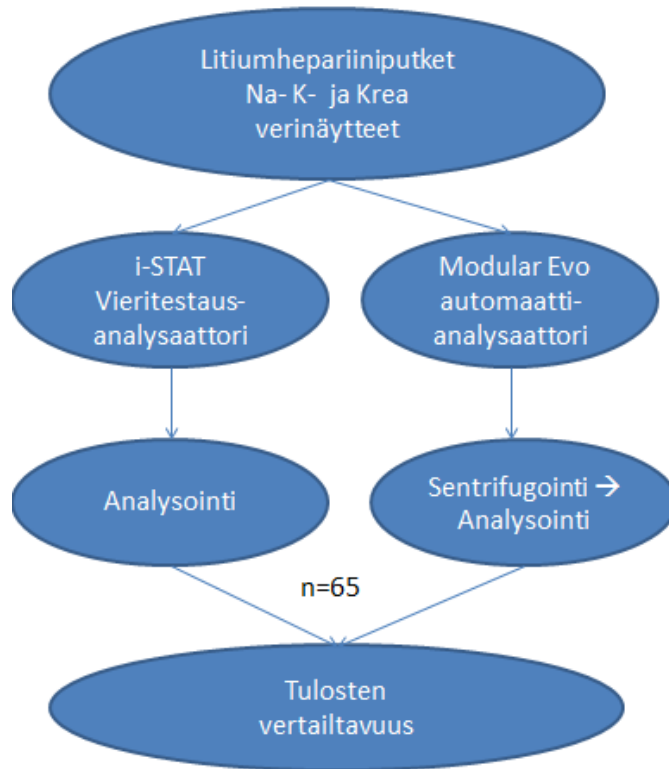 Litiumhepariiniputket
Na- K- ja Krea
verinäytteet
i-STAT
Vieritestaus-
analysaattori
Modular Evo
automaatti-
analysaattori
Analysointi
Sentrifugointi →
Analysointi
n=65
Tulosten
vertailtavuus